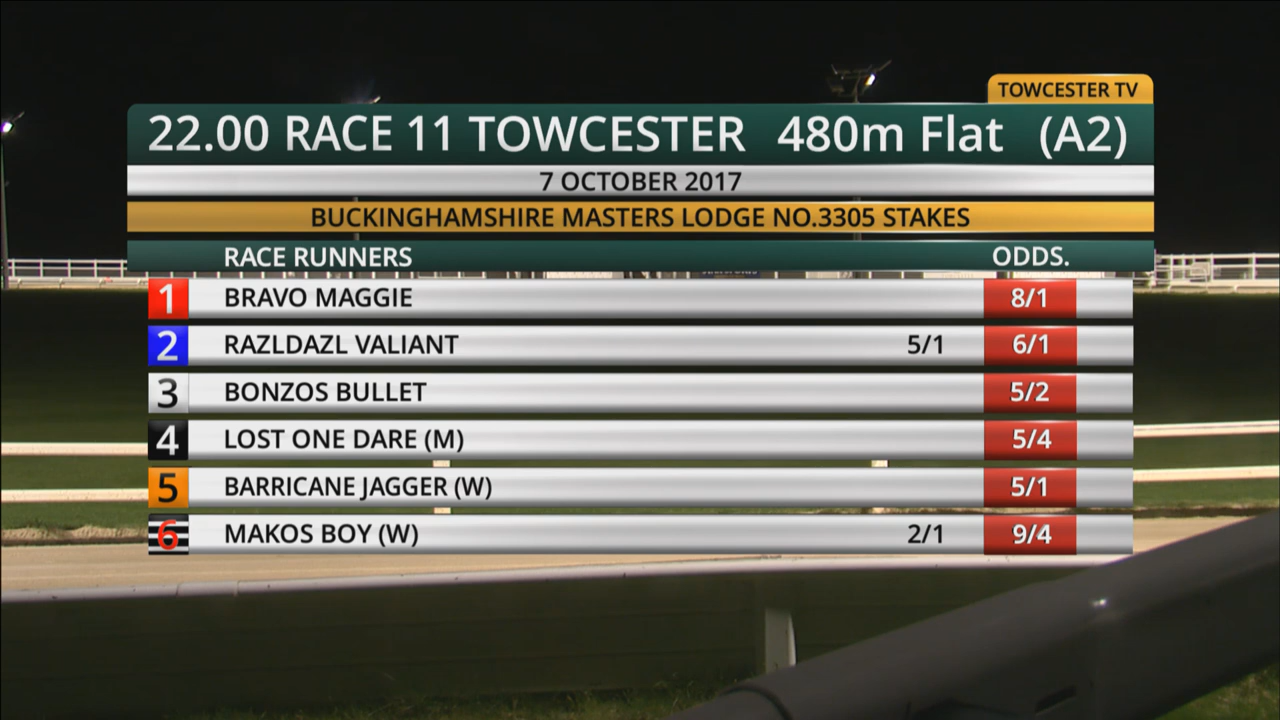 TOWCESTER TV
22.00 RACE 11 TOWCESTER 480m Flat (A2)
7 OCTOBER 2017
BUCKINGHAMSHIRE MASTERS LODGE NO.3305 STAKES
RACE RUNNERS ODDS.
1 BRAVO MAGGIE 8/1
2 RAZLDAZL VALIANT 5/1 6/1
3 BONZOS BULLET 5/2
4 LOST ONE DARE (M) 5/4
5 BARRICANE JAGGER (W) 5/1
6 MAKOS BOY (W) 2/1 9/4